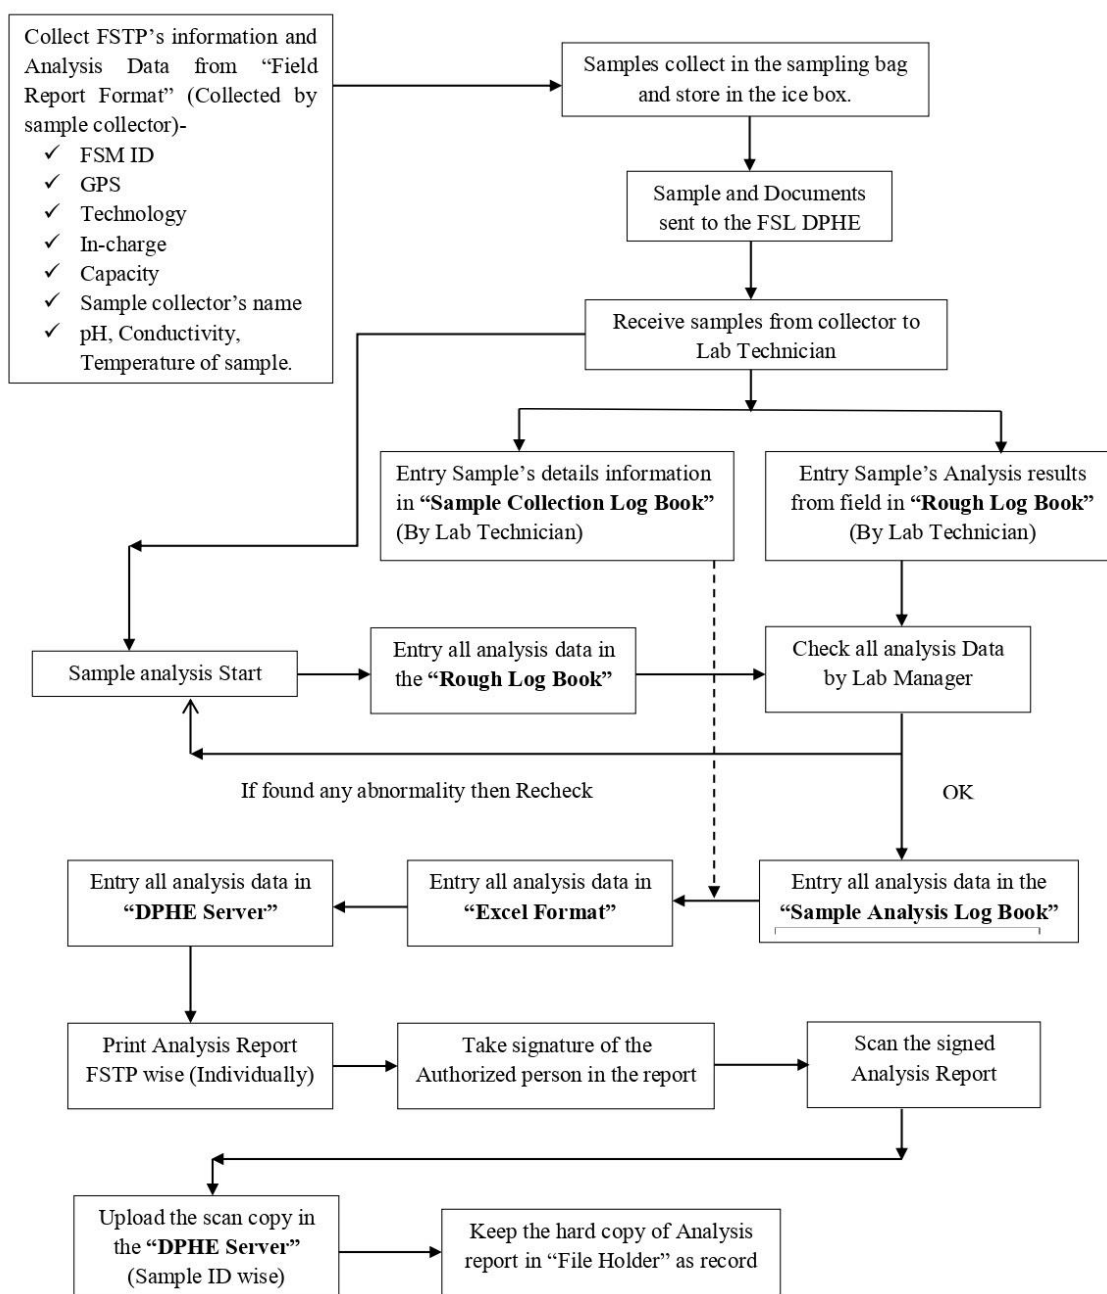 Collect FSTP’s information and
Analysis Data from “Field
Report Format” (Collected by
sample collector)-
✓ FSM ID
✓ GPS
✓ Technology
✓ In-charge
✓ Capacity
✓ Sample collector’s name
✓ pH, Conductivity,
Temperature of sample.
Samples collect in the sampling bag
and store in the ice box.
Sample and Documents
sent to the FSL DPHE
Receive samples from collector to
Lab Technician
Entry Sample’s details information
in “Sample Collection Log Book”
(By Lab Technician)
Entry Sample’s Analysis results
from field in “Rough Log Book”
(By Lab Technician)
Sample analysis Start
Entry all analysis data in
the “Rough Log Book”
Check all analysis Data
by Lab Manager
If found any abnormality then Recheck
OK
Entry all analysis data in
“DPHE Server”
Entry all analysis data in
“Excel Format”
Entry all analysis data in the
“Sample Analysis Log Book”
Print Analysis Report
FSTP wise (Individually)
Take signature of the
Authorized person in the report
Scan the signed
Analysis Report
Upload the scan copy in
the “DPHE Server”
(Sample ID wise)
Keep the hard copy of Analysis
report in “File Holder” as record